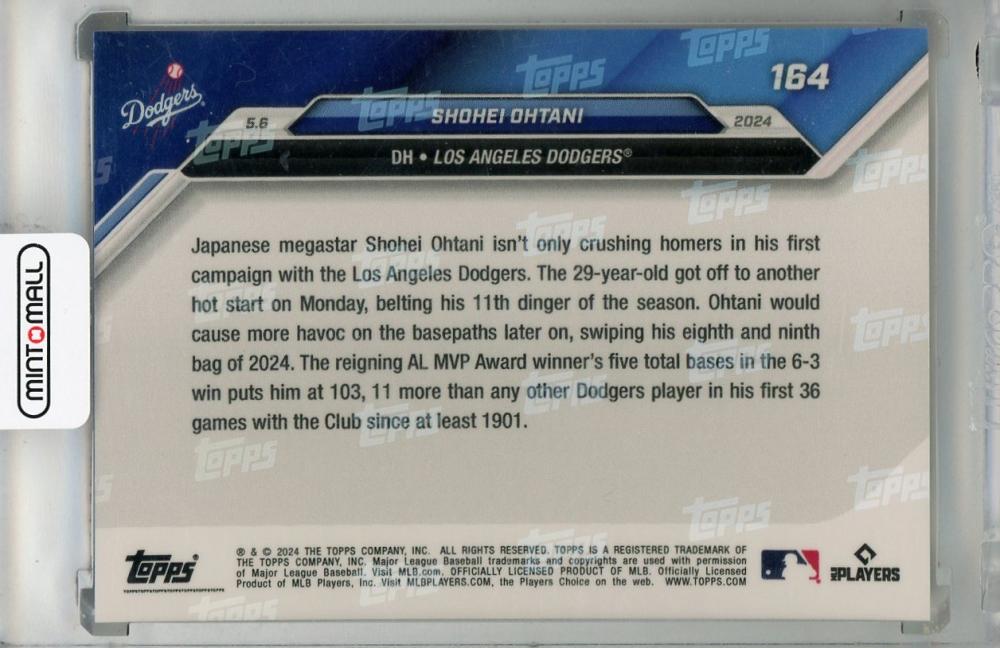 Dodgers
164
SHOHEI OHTANI
5.6
2024
DH • LOS ANGELES DODGERS®
Japanese megastar Shohei Ohtani isn't only crushing homers in his first
campaign with the Los Angeles Dodgers. The 29-year-old got off to another
hot start on Monday, belting his 11th dinger of the season. Ohtani would
cause more havoc on the basepaths later on, swiping his eighth and ninth
bag of 2024. The reigning AL MVP Award winner's five total bases in the 6-3
win puts him at 103, 11 more than any other Dodgers player in his first 36
games with the Club since at least 1901.
MINT MALL
Topps®
® & © 2024 THE TOPPS COMPANY, INC. ALL RIGHTS RESERVED. TOPPS IS A REGISTERED TRADEMARK OF
THE TOPPS COMPANY, INC. Major League Baseball trademarks and copyrights are used with permission
of Major League Baseball. Visit MLB.com. OFFICIALLY LICENSED PRODUCT OF MLB. Officially Licensed
Product of MLB Players, Inc. Visit MLBPLAYERS.COM, the Players Choice on the web. WWW.TOPPS.COM
MLB PLAYERS